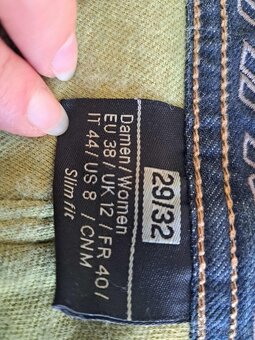 29/32
Damen/Women
EU 38/UK 12/FR 40/
IT 44/US 8 /CNM
Slim fit